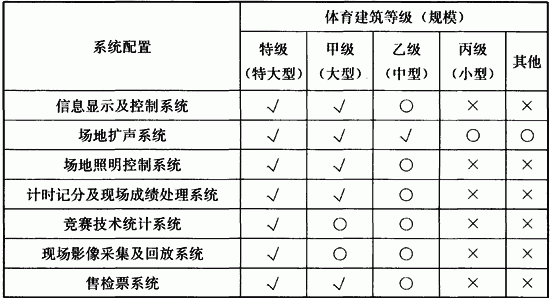 体育建筑等级（规模）
系统配置 特级（特大型） 甲级（大型） 乙级（中型） 丙级（小型） 其他
信息显示及控制系统 √ √ ○ × ×
场地扩声系统 √ √ √ ○ ○
场地照明控制系统 √ √ ○ × ×
计时记分及现场成绩处理系统 √ √ ○ × ×
竞赛技术统计系统 √ ○ ○ × ×
现场影像采集及回放系统 √ ○ ○ × ×
售检票系统 √ √ ○ × ×